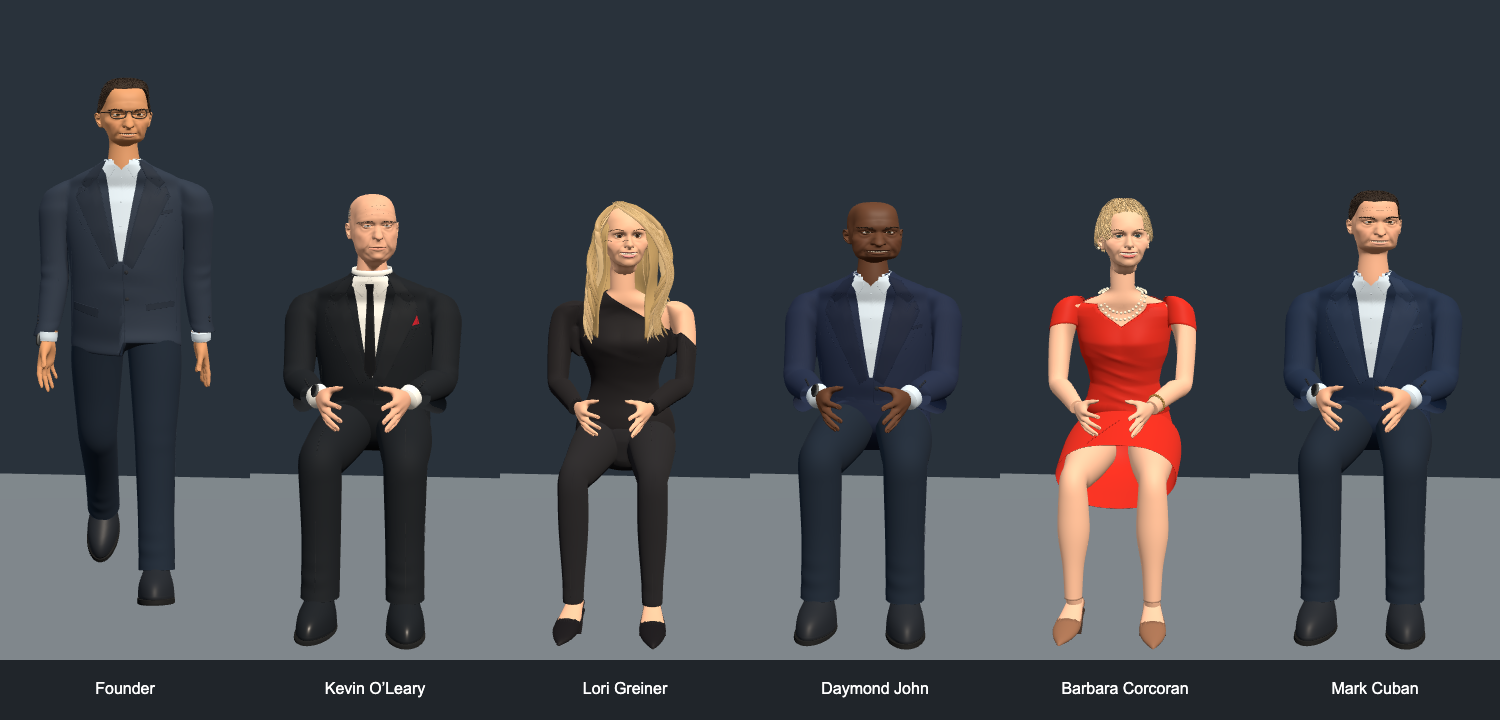 Founder
Kevin O’Leary
Lori Greiner
Daymond John
Barbara Corcoran
Mark Cuban